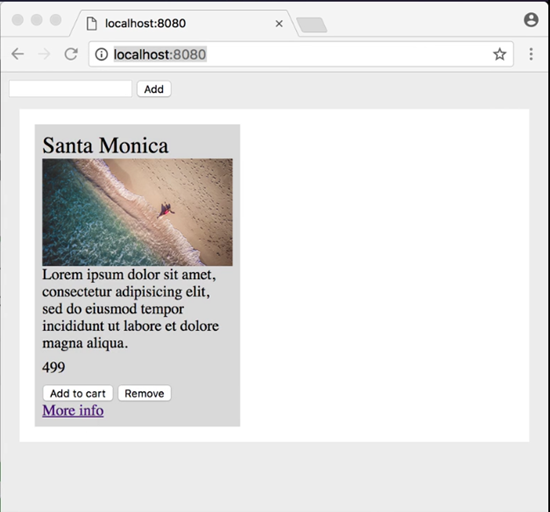 localhost:8080
localhost:8080
Add
Santa Monica
Lorem ipsum dolor sit amet,
consectetur adipisicing elit,
sed do eiusmod tempor
incididunt ut labore et dolore
magna aliqua.
499
Add to cart Remove
More info